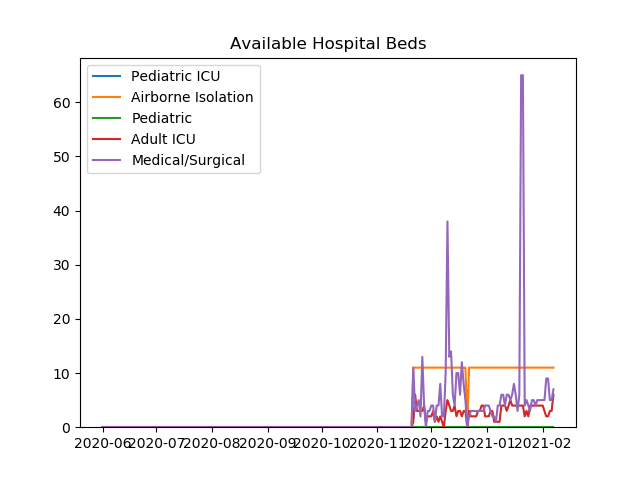 Available Hospital Beds
Pediatric ICU
Airborne Isolation
Pediatric
Adult ICU
Medical/Surgical
60
50
40
30
20
10
0
2020-06 2020-07 2020-08 2020-09 2020-10 2020-11 2020-12 2021-01 2021-02